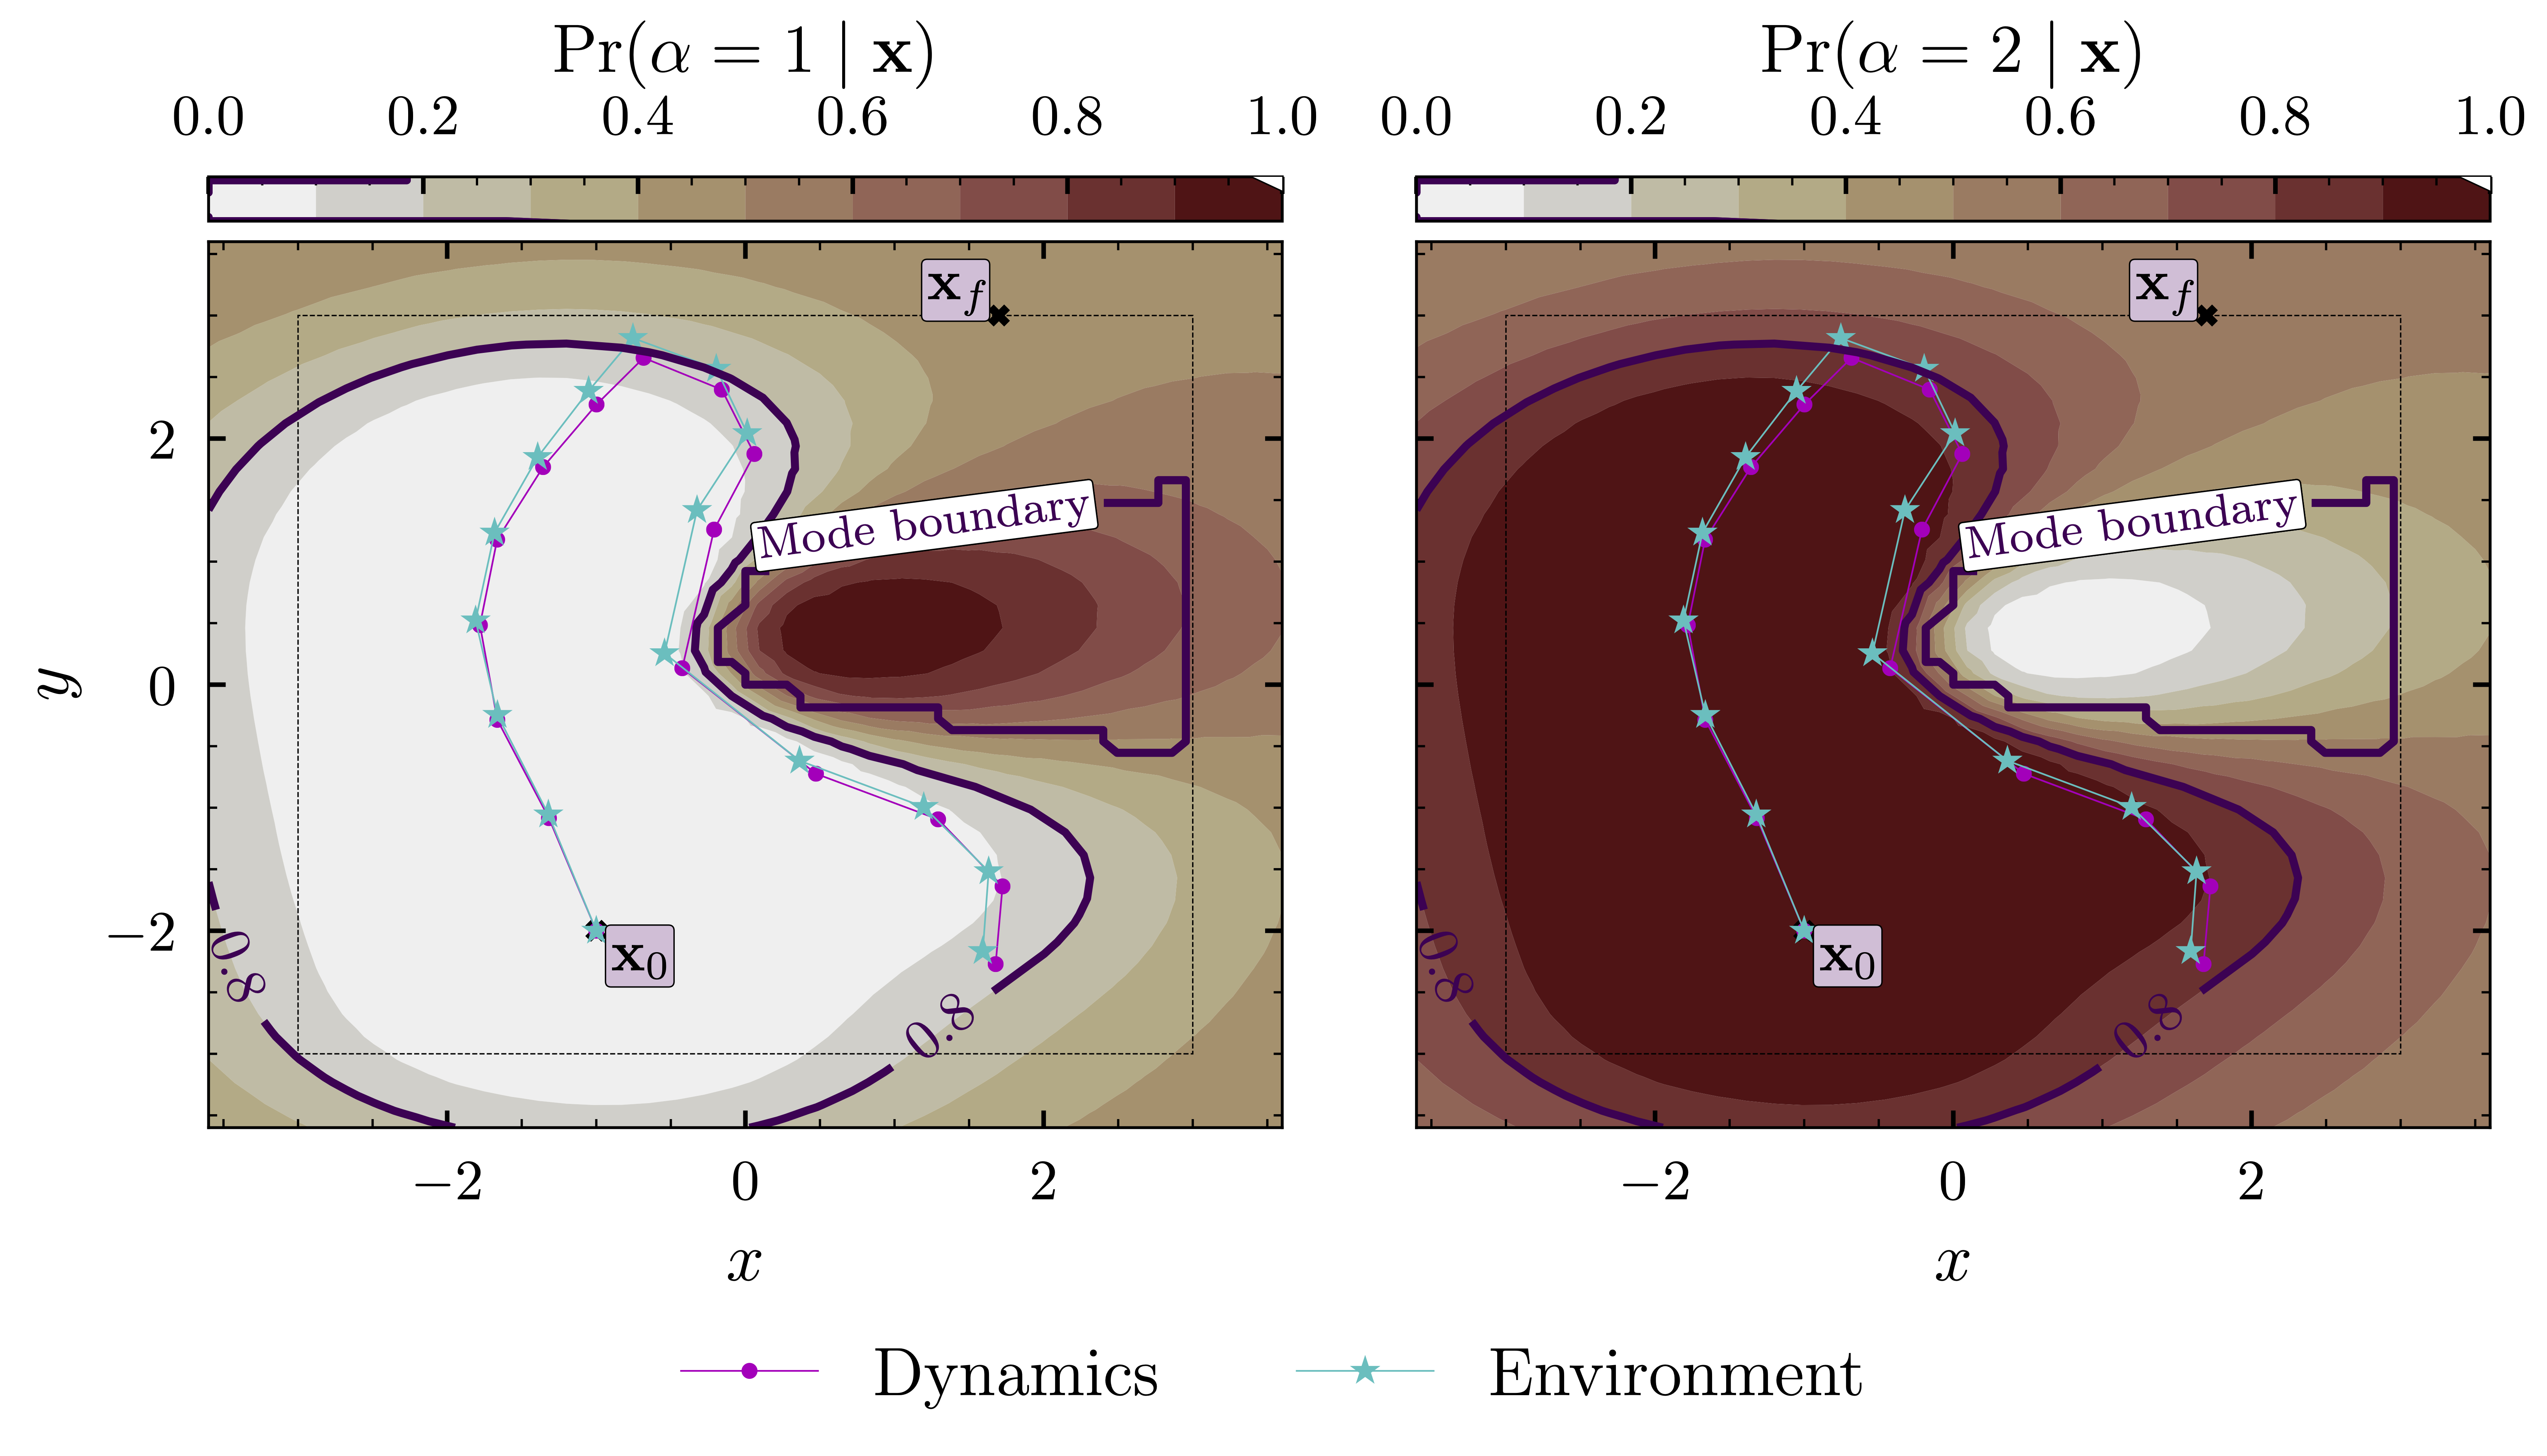 Pr(α = 1 | x) Pr(α = 2 | x)
0.0 0.2 0.4 0.6 0.8 1.0 0.0 0.2 0.4 0.6 0.8 1.0
x_f x_f
2
Mode boundary Mode boundary
y 0
−2
x_0 x_0
0.8 0.8 0.8 0.8
−2 0 2 −2 0 2
x x
Dynamics Environment